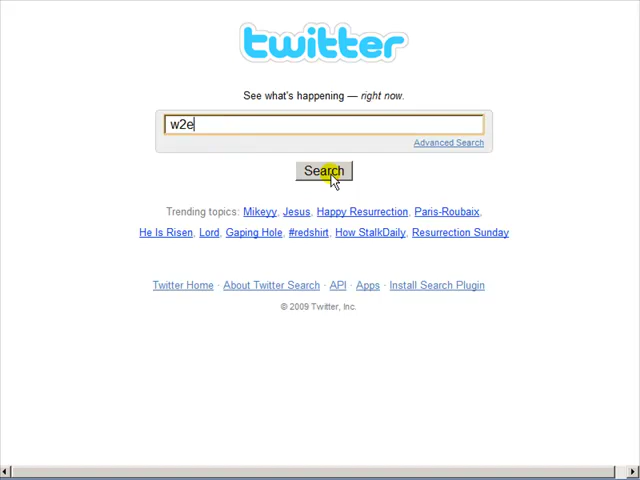 twitter
See what's happening — right now.
w2e
Advanced Search
Search
Trending topics: Mikeyy, Jesus, Happy Resurrection, Paris-Roubaix,
He Is Risen, Lord, Gaping Hole, #redshirt, How StalkDaily, Resurrection Sunday
Twitter Home · About Twitter Search · API · Apps · Install Search Plugin
© 2009 Twitter, Inc.